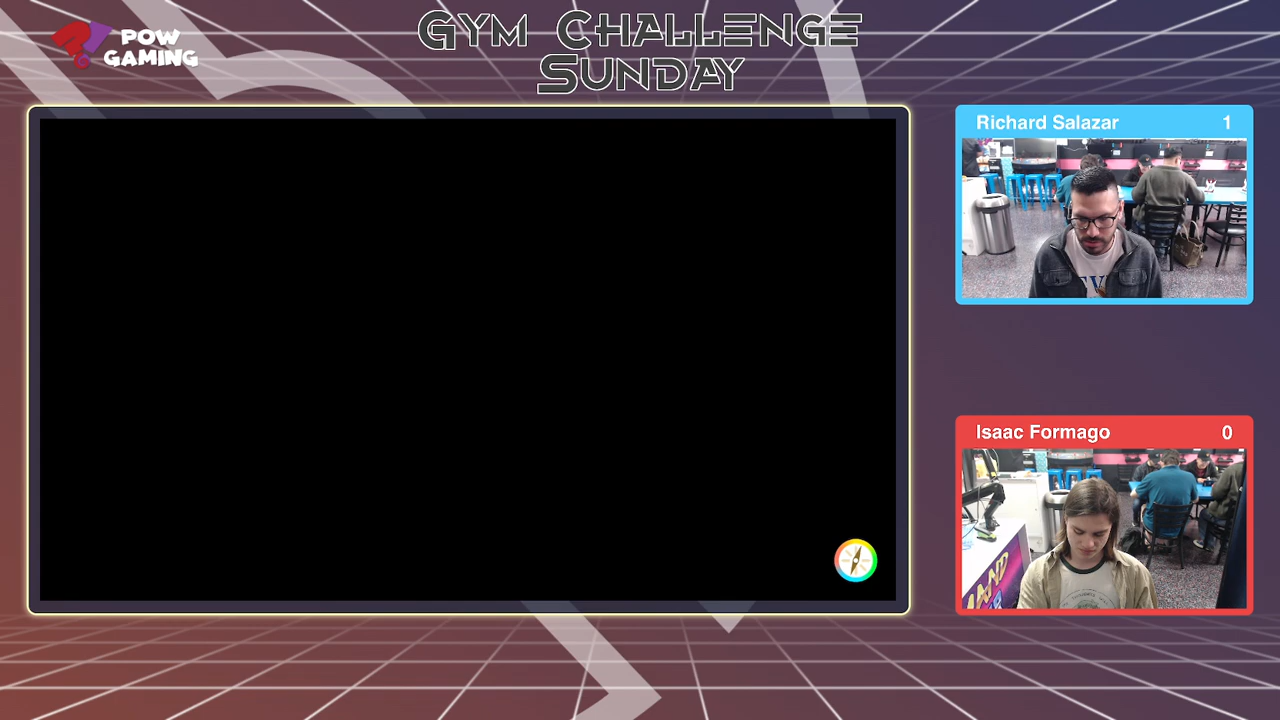 POW
GAMING
GYM CHALLENGE
SUNDAY
Richard Salazar 1
Isaac Formago 0